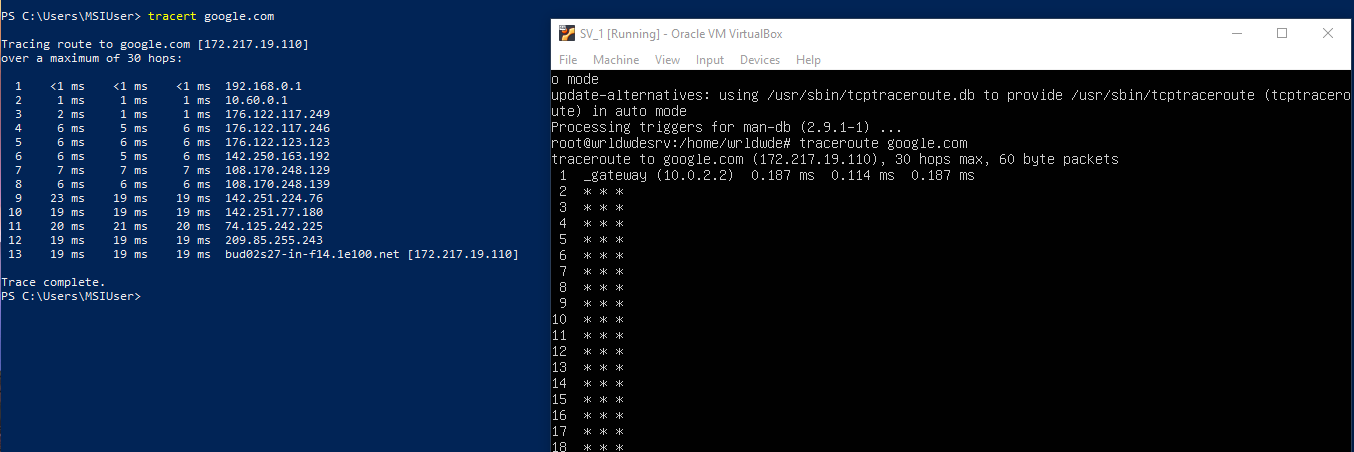 PS C:\Users\MSIUser> tracert google.com
Tracing route to google.com [172.217.19.110]
over a maximum of 30 hops:
1 <1 ms <1 ms <1 ms 192.168.0.1
2 1 ms 1 ms 1 ms 10.60.0.1
3 2 ms 1 ms 1 ms 176.122.117.249
4 6 ms 5 ms 6 ms 176.122.117.246
5 6 ms 6 ms 6 ms 176.122.123.123
6 6 ms 5 ms 6 ms 142.250.163.192
7 7 ms 7 ms 7 ms 108.170.248.129
8 6 ms 6 ms 6 ms 108.170.248.139
9 23 ms 19 ms 19 ms 142.251.224.76
10 19 ms 19 ms 19 ms 142.251.77.180
11 20 ms 21 ms 20 ms 74.125.242.225
12 19 ms 19 ms 19 ms 209.85.255.243
13 19 ms 19 ms 19 ms bud02s27-in-f14.1e100.net [172.217.19.110]
Trace complete.
PS C:\Users\MSIUser>
SV_1 [Running] - Oracle VM VirtualBox
File Machine View Input Devices Help
o mode
update-alternatives: using /usr/sbin/tcptraceroute.db to provide /usr/sbin/tcptraceroute (tcptracero
ute) in auto mode
Processing triggers for man-db (2.9.1-1) ...
root@wrldwdesrv:/home/wrldwde# traceroute google.com
traceroute to google.com (172.217.19.110), 30 hops max, 60 byte packets
1 _gateway (10.0.2.2) 0.187 ms 0.114 ms 0.187 ms
2 * * *
3 * * *
4 * * *
5 * * *
6 * * *
7 * * *
8 * * *
9 * * *
10 * * *
11 * * *
12 * * *
13 * * *
14 * * *
15 * * *
16 * * *
17 * * *
18 * * *